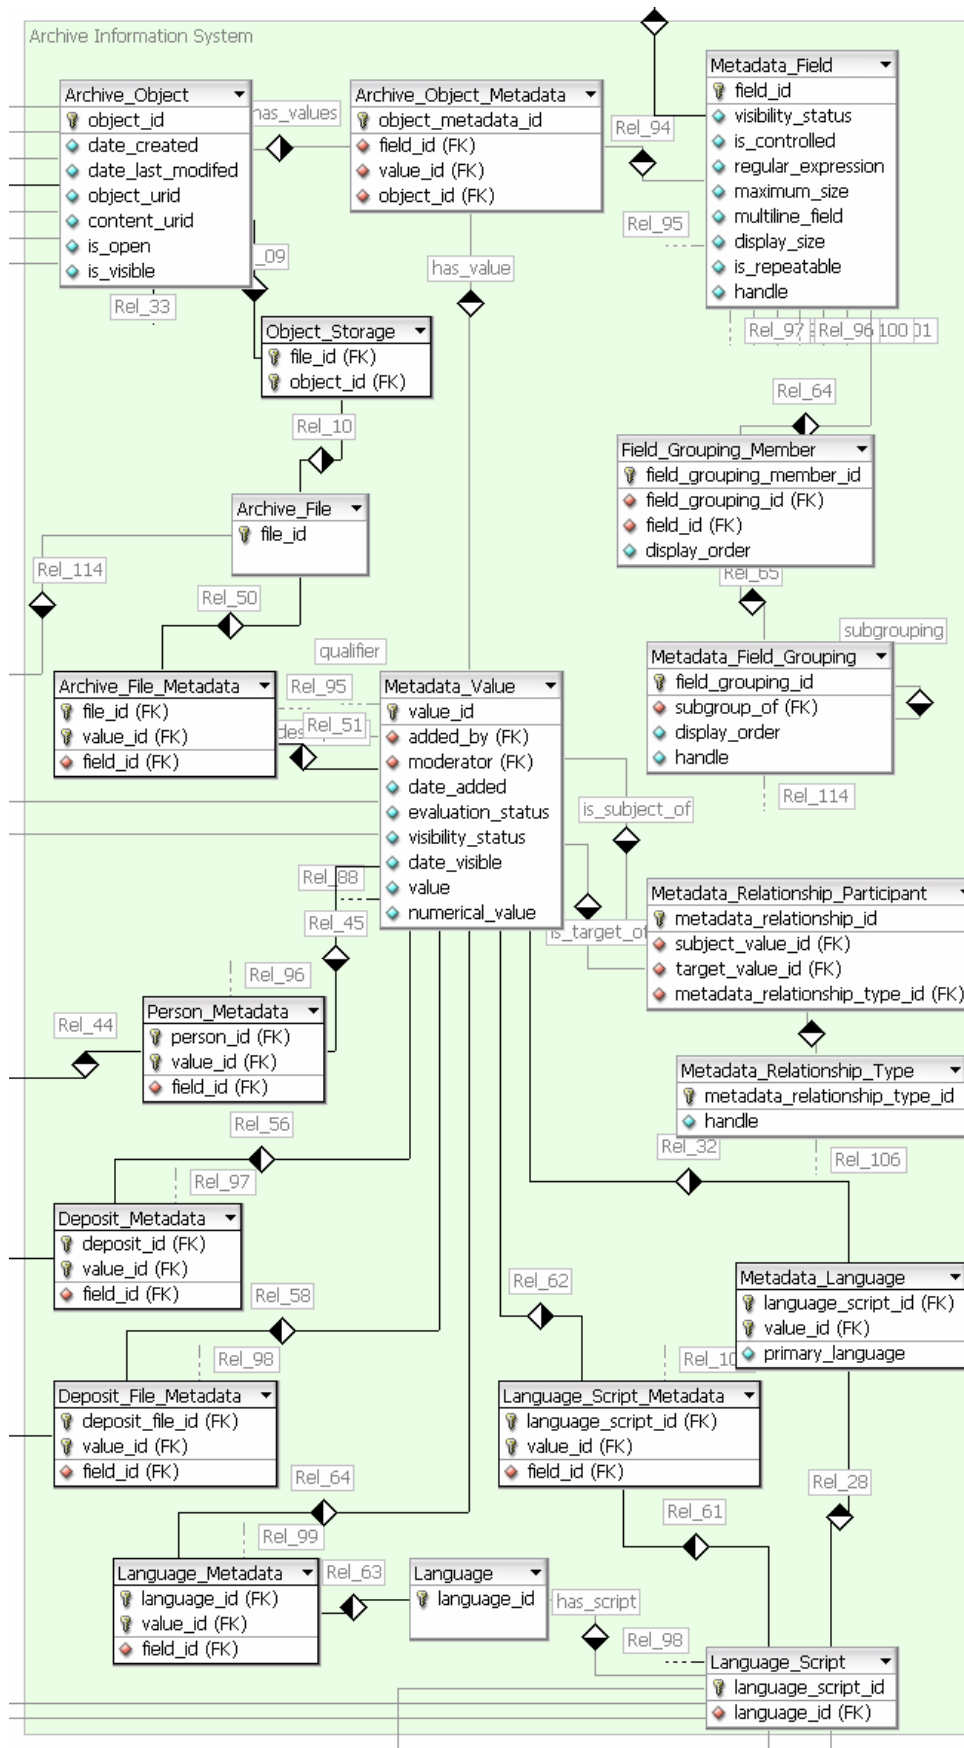 Archive Information System
Archive_Object
object_id
date_created
date_last_modifed
object_urid
content_urid
is_open
is_visible
has_values
Archive_Object_Metadata
object_metadata_id
field_id (FK)
value_id (FK)
object_id (FK)
Rel_94
Metadata_Field
field_id
visibility_status
is_controlled
regular_expression
maximum_size
multiline_field
display_size
is_repeatable
handle
Rel_95
_09
has_value
Rel_33
Object_Storage
file_id (FK)
object_id (FK)
Rel_97
Rel_96
100
01
Rel_10
Rel_64
Field_Grouping_Member
field_grouping_member_id
field_grouping_id (FK)
field_id (FK)
display_order
Archive_File
file_id
Rel_114
Rel_65
Rel_50
subgrouping
qualifier
Metadata_Field_Grouping
field_grouping_id
subgroup_of (FK)
display_order
handle
Archive_File_Metadata
file_id (FK)
value_id (FK)
field_id (FK)
Rel_95
Rel_51
Metadata_Value
value_id
added_by (FK)
moderator (FK)
date_added
evaluation_status
visibility_status
date_visible
value
numerical_value
Rel_114
is_subject_of
Rel_88
Rel_45
is_target_of
Metadata_Relationship_Participant
metadata_relationship_id
subject_value_id (FK)
target_value_id (FK)
metadata_relationship_type_id (FK)
Rel_96
Rel_44
Person_Metadata
person_id (FK)
value_id (FK)
field_id (FK)
Metadata_Relationship_Type
metadata_relationship_type_id
handle
Rel_56
Rel_32
Rel_106
Rel_97
Deposit_Metadata
deposit_id (FK)
value_id (FK)
field_id (FK)
Rel_62
Metadata_Language
language_script_id (FK)
value_id (FK)
primary_language
Rel_58
Rel_98
Rel_10
Deposit_File_Metadata
deposit_file_id (FK)
value_id (FK)
field_id (FK)
Language_Script_Metadata
language_script_id (FK)
value_id (FK)
field_id (FK)
Rel_64
Rel_28
Rel_99
Rel_61
Language_Metadata
language_id (FK)
value_id (FK)
field_id (FK)
Rel_63
Language
language_id
has_script
Rel_98
Language_Script
language_script_id
language_id (FK)